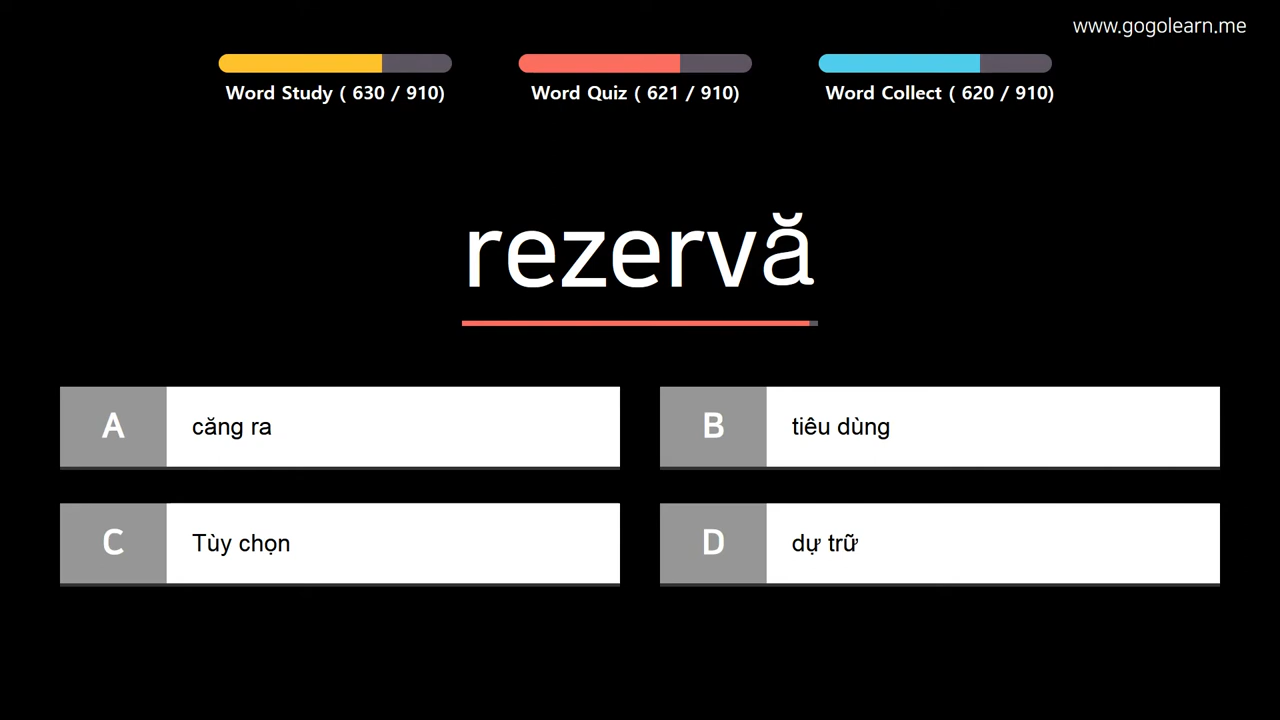 www.gogolearn.me
Word Study ( 630 / 910)
Word Quiz ( 621 / 910)
Word Collect ( 620 / 910)
rezervă
A
căng ra
B
tiêu dùng
C
Tùy chọn
D
dự trữ